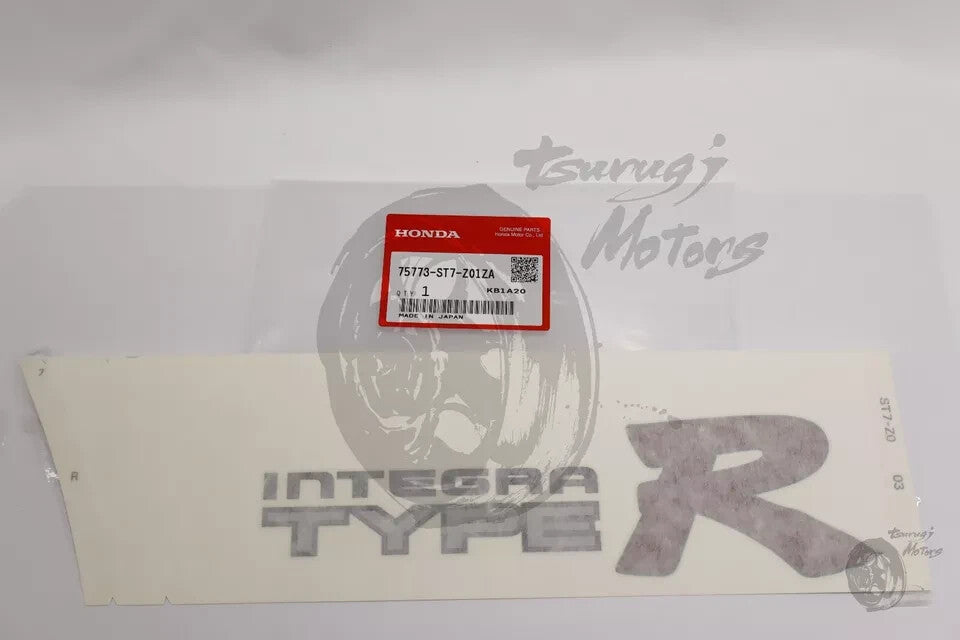 tsurugi
Motors
HONDA
GENUINE PARTS
Honda Motor Co., Ltd
75773-ST7-Z01ZA
QTY 1
KB1A20
MADE IN JAPAN
R
ST7-Z0 03
INTEGRA
TYPE R
tsurugi
Motors